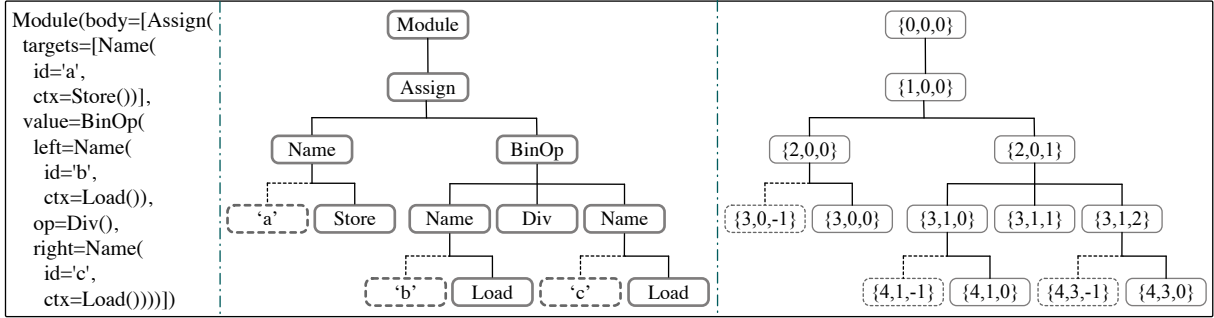 Module(body=[Assign(
targets=[Name(
id='a',
ctx=Store())],
value=BinOp(
left=Name(
id='b',
ctx=Load()),
op=Div(),
right=Name(
id='c',
ctx=Load())))])
Module
Assign
Name BinOp
‘a’ Store Name Div Name
‘b’ Load ‘c’ Load
{0,0,0}
{1,0,0}
{2,0,0} {2,0,1}
{3,0,-1} {3,0,0} {3,1,0} {3,1,1} {3,1,2}
{4,1,-1} {4,1,0} {4,3,-1} {4,3,0}